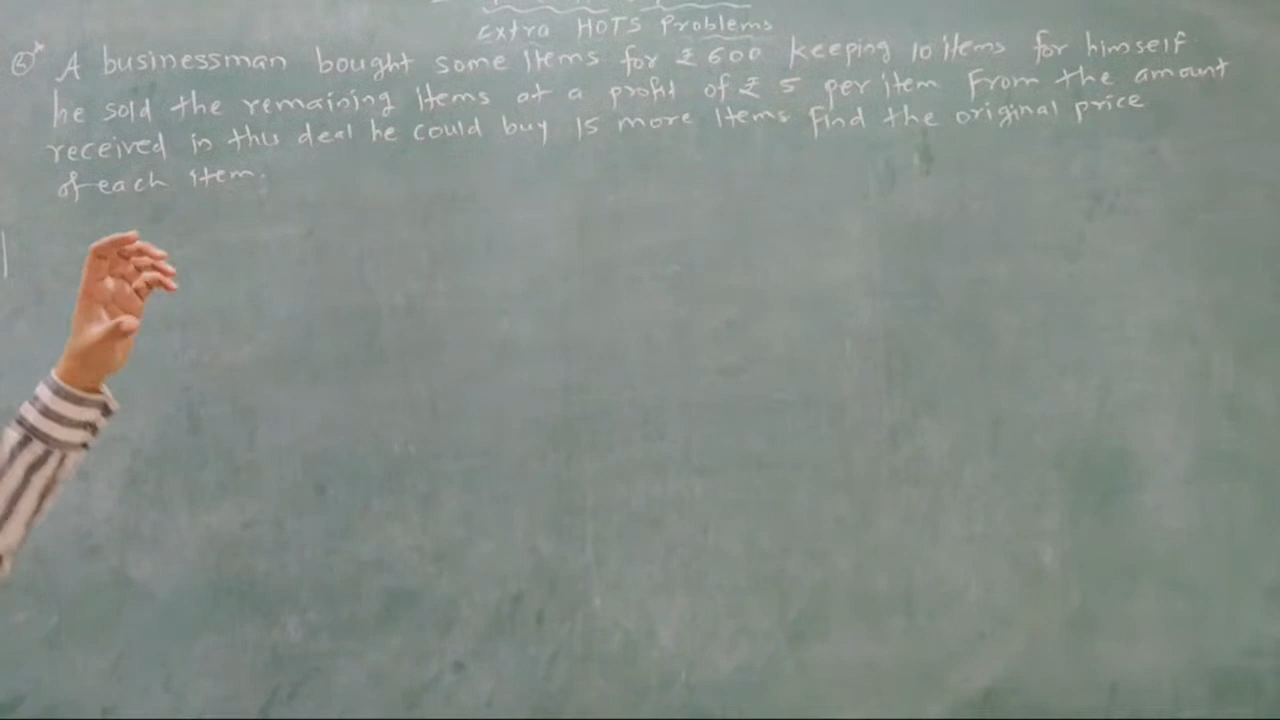 Extra HOTS Problems
6* A businessman bought some items for ₹ 600 keeping 10 items for himself
he sold the remaining items at a profit of ₹ 5 per item From the amount
received in this deal he could buy 15 more items Find the original price
of each item.